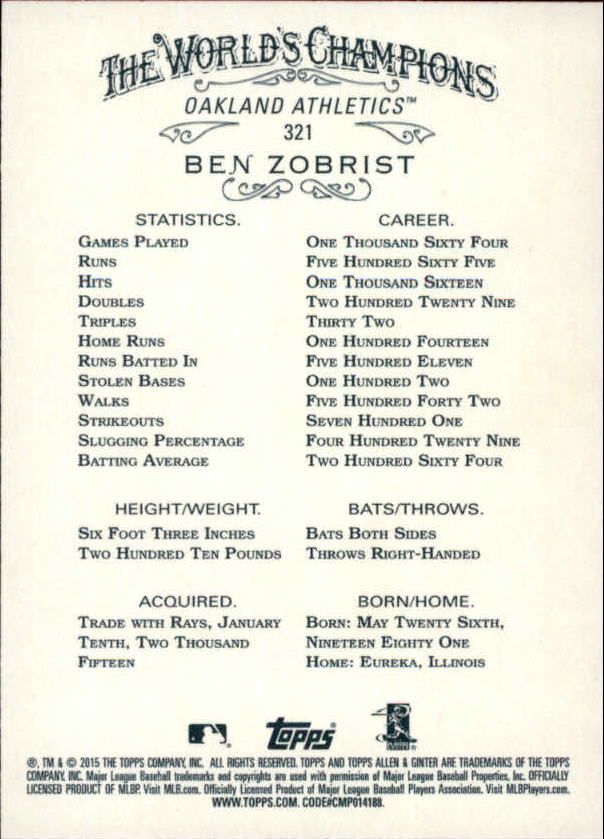 THE WORLD'S CHAMPIONS
OAKLAND ATHLETICS™
321
BEN ZOBRIST
STATISTICS. CAREER.
GAMES PLAYED ONE THOUSAND SIXTY FOUR
RUNS FIVE HUNDRED SIXTY FIVE
HITS ONE THOUSAND SIXTEEN
DOUBLES TWO HUNDRED TWENTY NINE
TRIPLES THIRTY TWO
HOME RUNS ONE HUNDRED FOURTEEN
RUNS BATTED IN FIVE HUNDRED ELEVEN
STOLEN BASES ONE HUNDRED TWO
WALKS FIVE HUNDRED FORTY TWO
STRIKEOUTS SEVEN HUNDRED ONE
SLUGGING PERCENTAGE FOUR HUNDRED TWENTY NINE
BATTING AVERAGE TWO HUNDRED SIXTY FOUR
HEIGHT/WEIGHT. BATS/THROWS.
SIX FOOT THREE INCHES BATS BOTH SIDES
TWO HUNDRED TEN POUNDS THROWS RIGHT-HANDED
ACQUIRED. BORN/HOME.
TRADE WITH RAYS, JANUARY BORN: MAY TWENTY SIXTH,
TENTH, TWO THOUSAND NINETEEN EIGHTY ONE
FIFTEEN HOME: EUREKA, ILLINOIS
topps
®, TM & © 2015 THE TOPPS COMPANY, INC. ALL RIGHTS RESERVED. TOPPS AND TOPPS ALLEN & GINTER ARE TRADEMARKS OF THE TOPPS
COMPANY, INC. Major League Baseball trademarks and copyrights are used with permission of Major League Baseball Properties, Inc. OFFICIALLY
LICENSED PRODUCT OF MLBP. Visit MLB.com. Officially Licensed Product of Major League Baseball Players Association. Visit MLBPlayers.com.
WWW.TOPPS.COM. CODE#CMP014188.